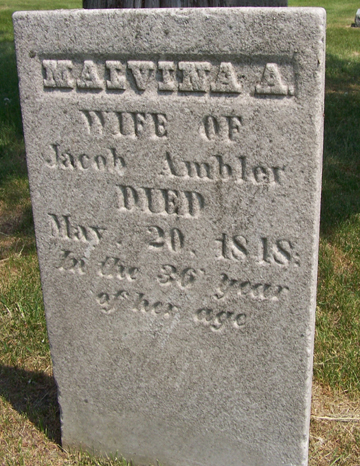 MALVINA A.
WIFE OF
Jacob Ambler
DIED
May. 20. 1848.
In the 36 year
of her age